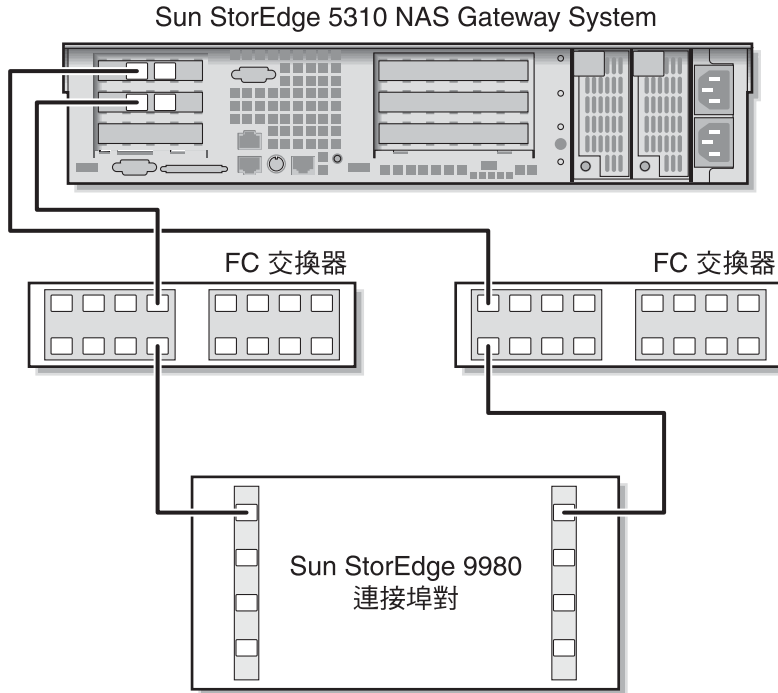 Sun StorEdge 5310 NAS Gateway System
FC 交換器
FC 交換器
Sun StorEdge 9980
連接埠對